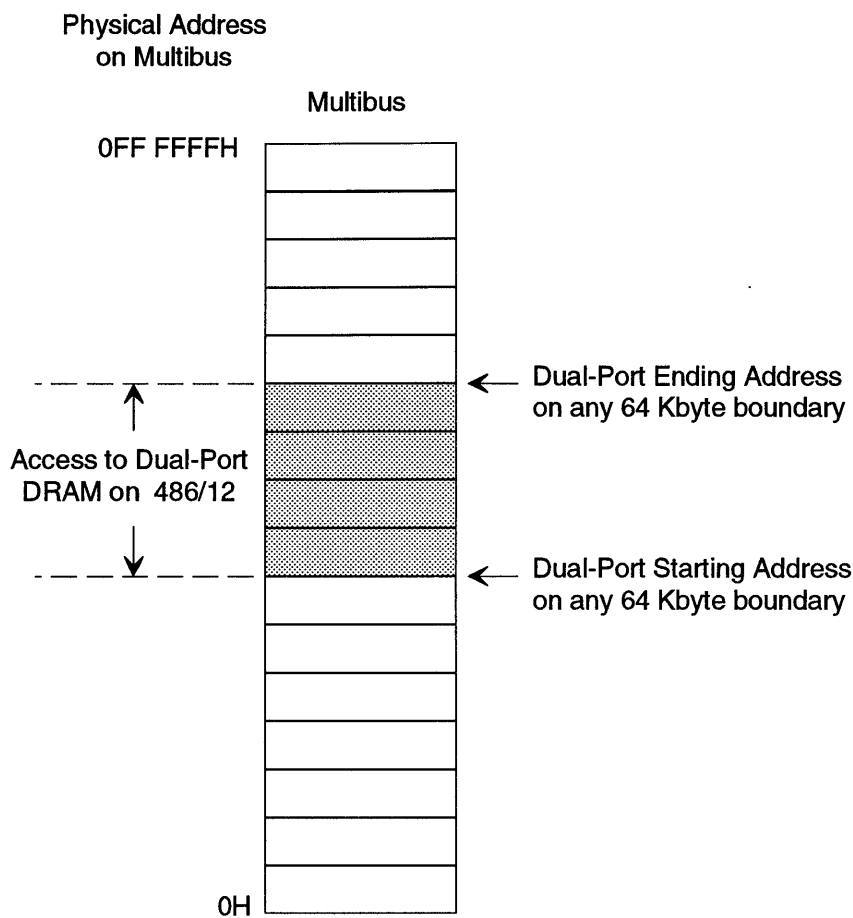 Physical Address
on Multibus
Multibus
0FF FFFFH
Dual-Port Ending Address
on any 64 Kbyte boundary
Access to Dual-Port
DRAM on 486/12
Dual-Port Starting Address
on any 64 Kbyte boundary
0H